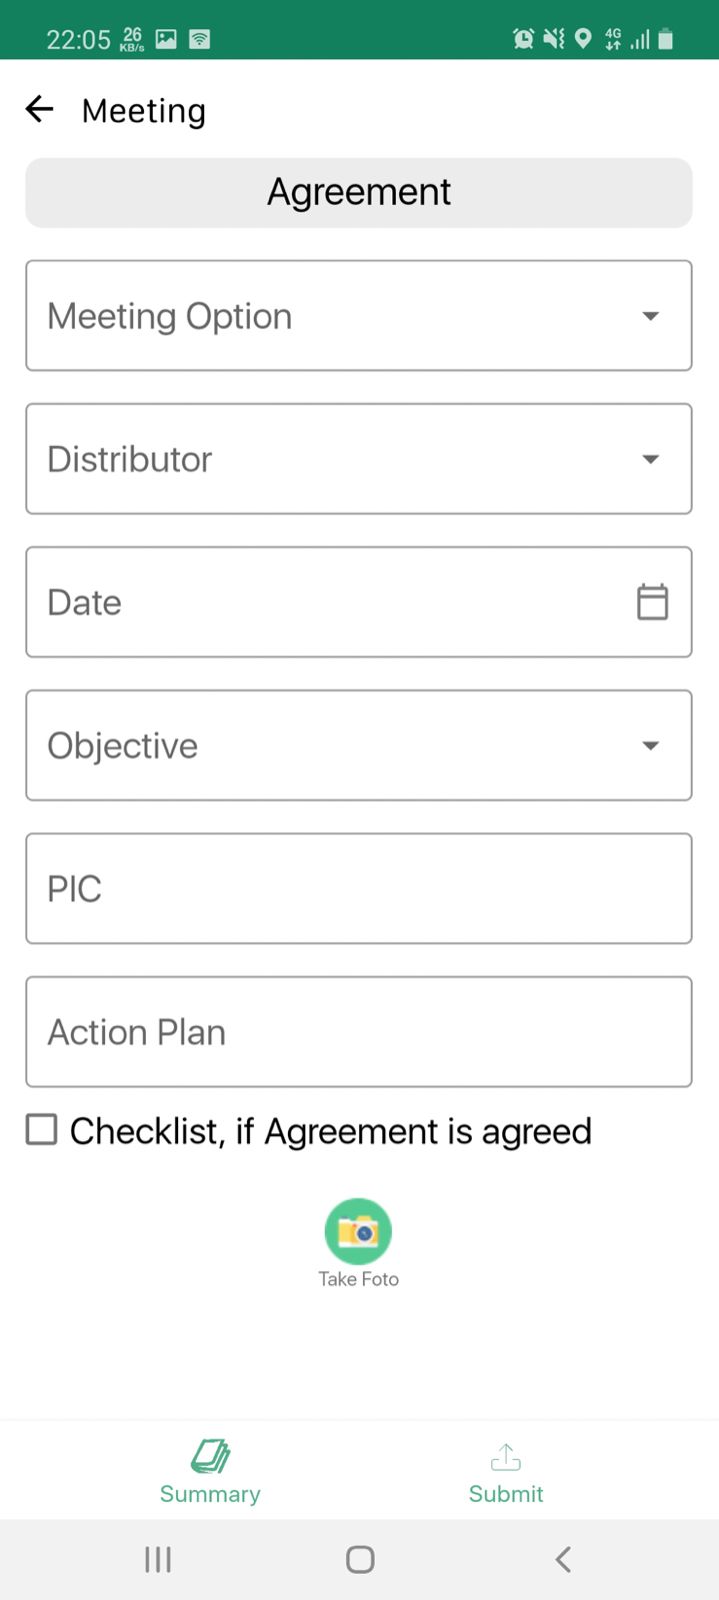 22:05 26 KB/s 4G
Meeting
Agreement
Meeting Option
Distributor
Date
Objective
PIC
Action Plan
Checklist, if Agreement is agreed
Take Foto
Summary Submit